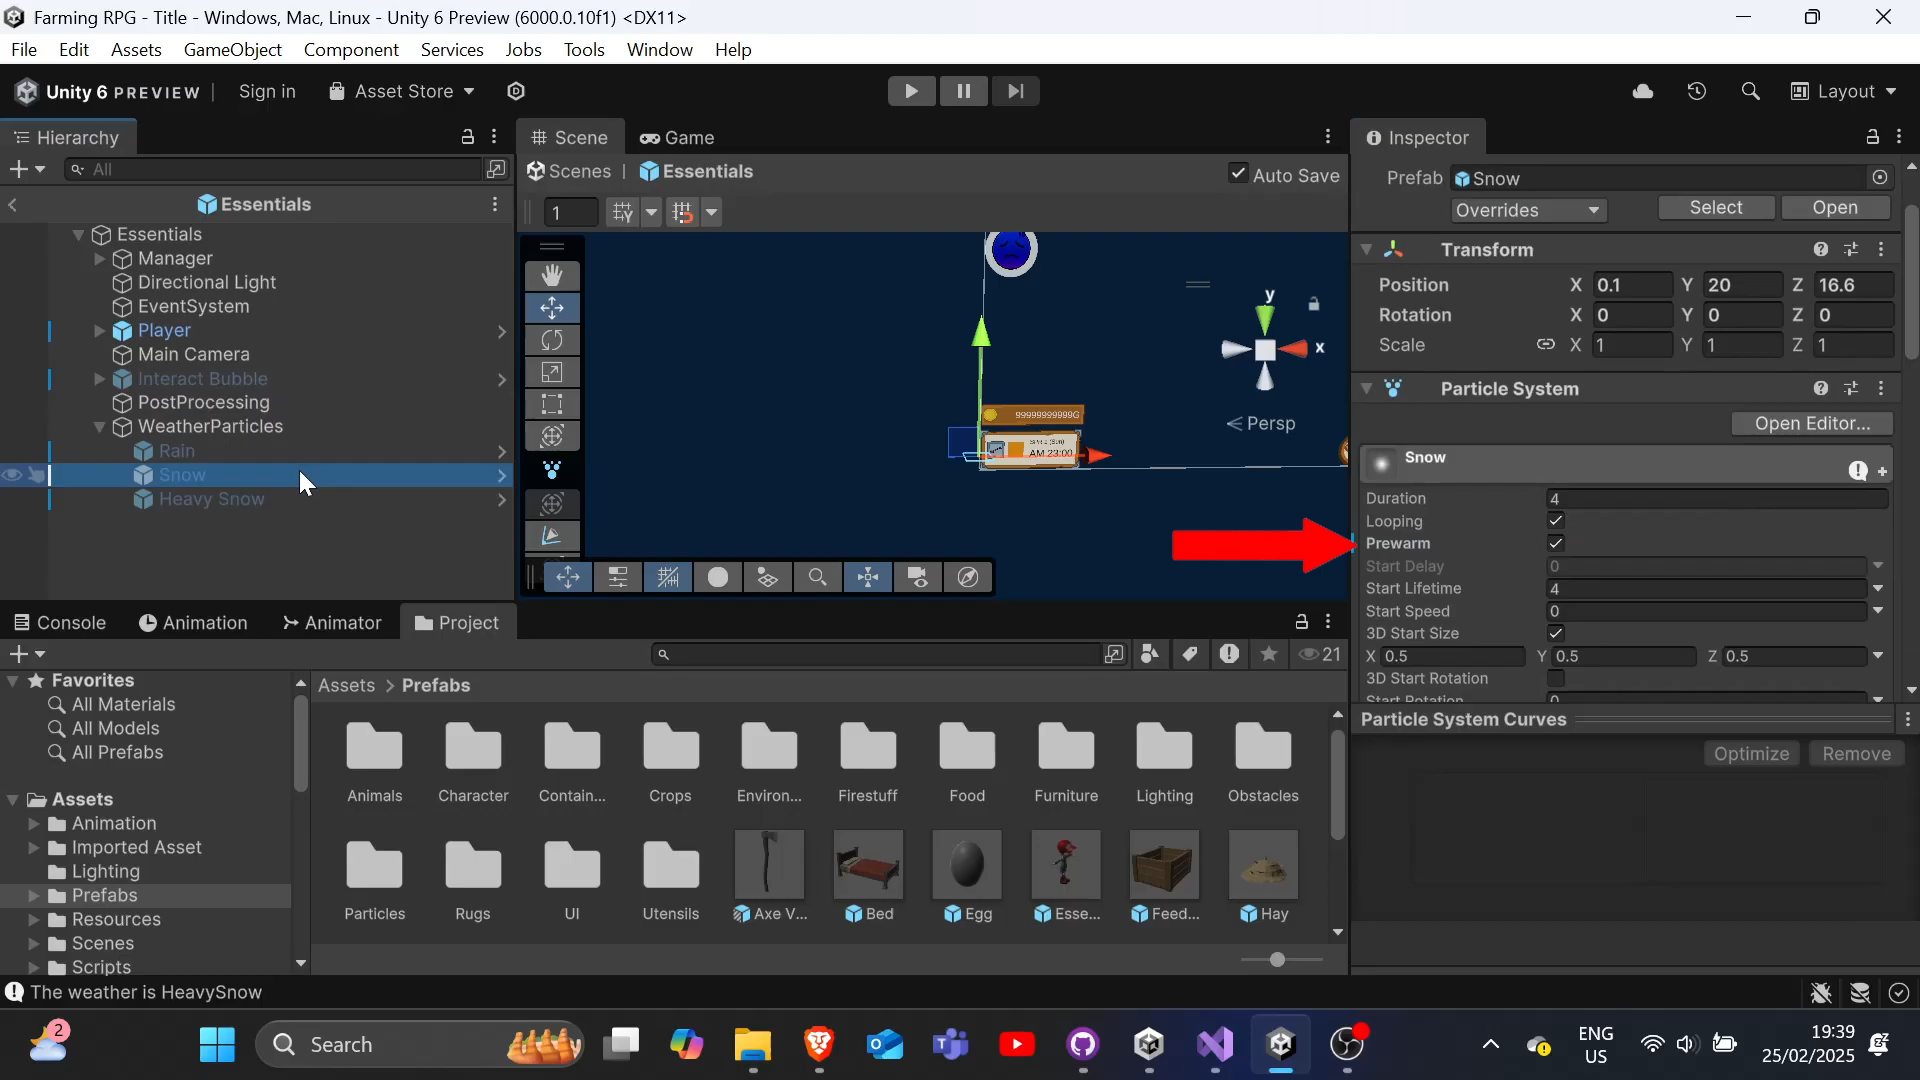 Farming RPG - Title - Windows, Mac, Linux - Unity 6 Preview (6000.0.10f1) <DX11>
File Edit Assets GameObject Component Services Jobs Tools Window Help
Unity 6 PREVIEW Sign in Asset Store Layout
Hierarchy
All
Essentials
Essentials
Manager
Directional Light
EventSystem
Player
Main Camera
Interact Bubble
PostProcessing
WeatherParticles
Rain
Snow
Heavy Snow
Scene Game
Scenes | Essentials Auto Save
1
y
x
Persp
99999999999G
AM 23:00
Inspector
Prefab Snow
Overrides Select Open
Transform
Position X 0.1 Y 20 Z 16.6
Rotation X 0 Y 0 Z 0
Scale X 1 Y 1 Z 1
Particle System
Open Editor...
Snow
Duration 4
Looping
Prewarm
Start Delay 0
Start Lifetime 4
Start Speed 0
3D Start Size
X 0.5 Y 0.5 Z 0.5
3D Start Rotation
Start Rotation 0
Particle System Curves
Optimize Remove
Console Animation Animator Project
21
Favorites
All Materials
All Models
All Prefabs
Assets
Animation
Imported Asset
Lighting
Prefabs
Resources
Scenes
Scripts
Assets > Prefabs
Animals Character Contain... Crops Environ... Firestuff Food Furniture Lighting Obstacles
Particles Rugs UI Utensils Axe V... Bed Egg Esse... Feed... Hay
The weather is HeavySnow
2
Search
ENG
US
19:39
25/02/2025